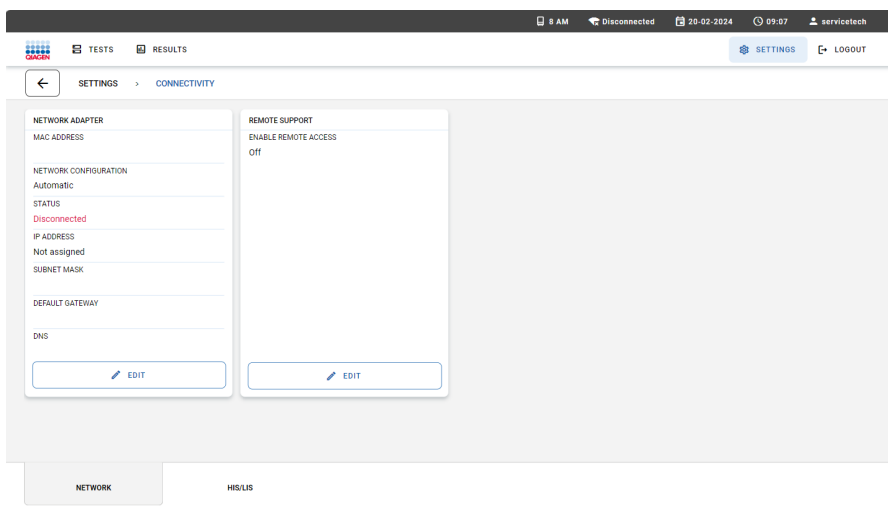 8 AM Disconnected 20-02-2024 09:07 servicetech
QIAGEN TESTS RESULTS SETTINGS LOGOUT
SETTINGS > CONNECTIVITY
NETWORK ADAPTER
MAC ADDRESS
NETWORK CONFIGURATION
Automatic
STATUS
Disconnected
IP ADDRESS
Not assigned
SUBNET MASK
DEFAULT GATEWAY
DNS
EDIT
REMOTE SUPPORT
ENABLE REMOTE ACCESS
Off
EDIT
NETWORK HIS/LIS